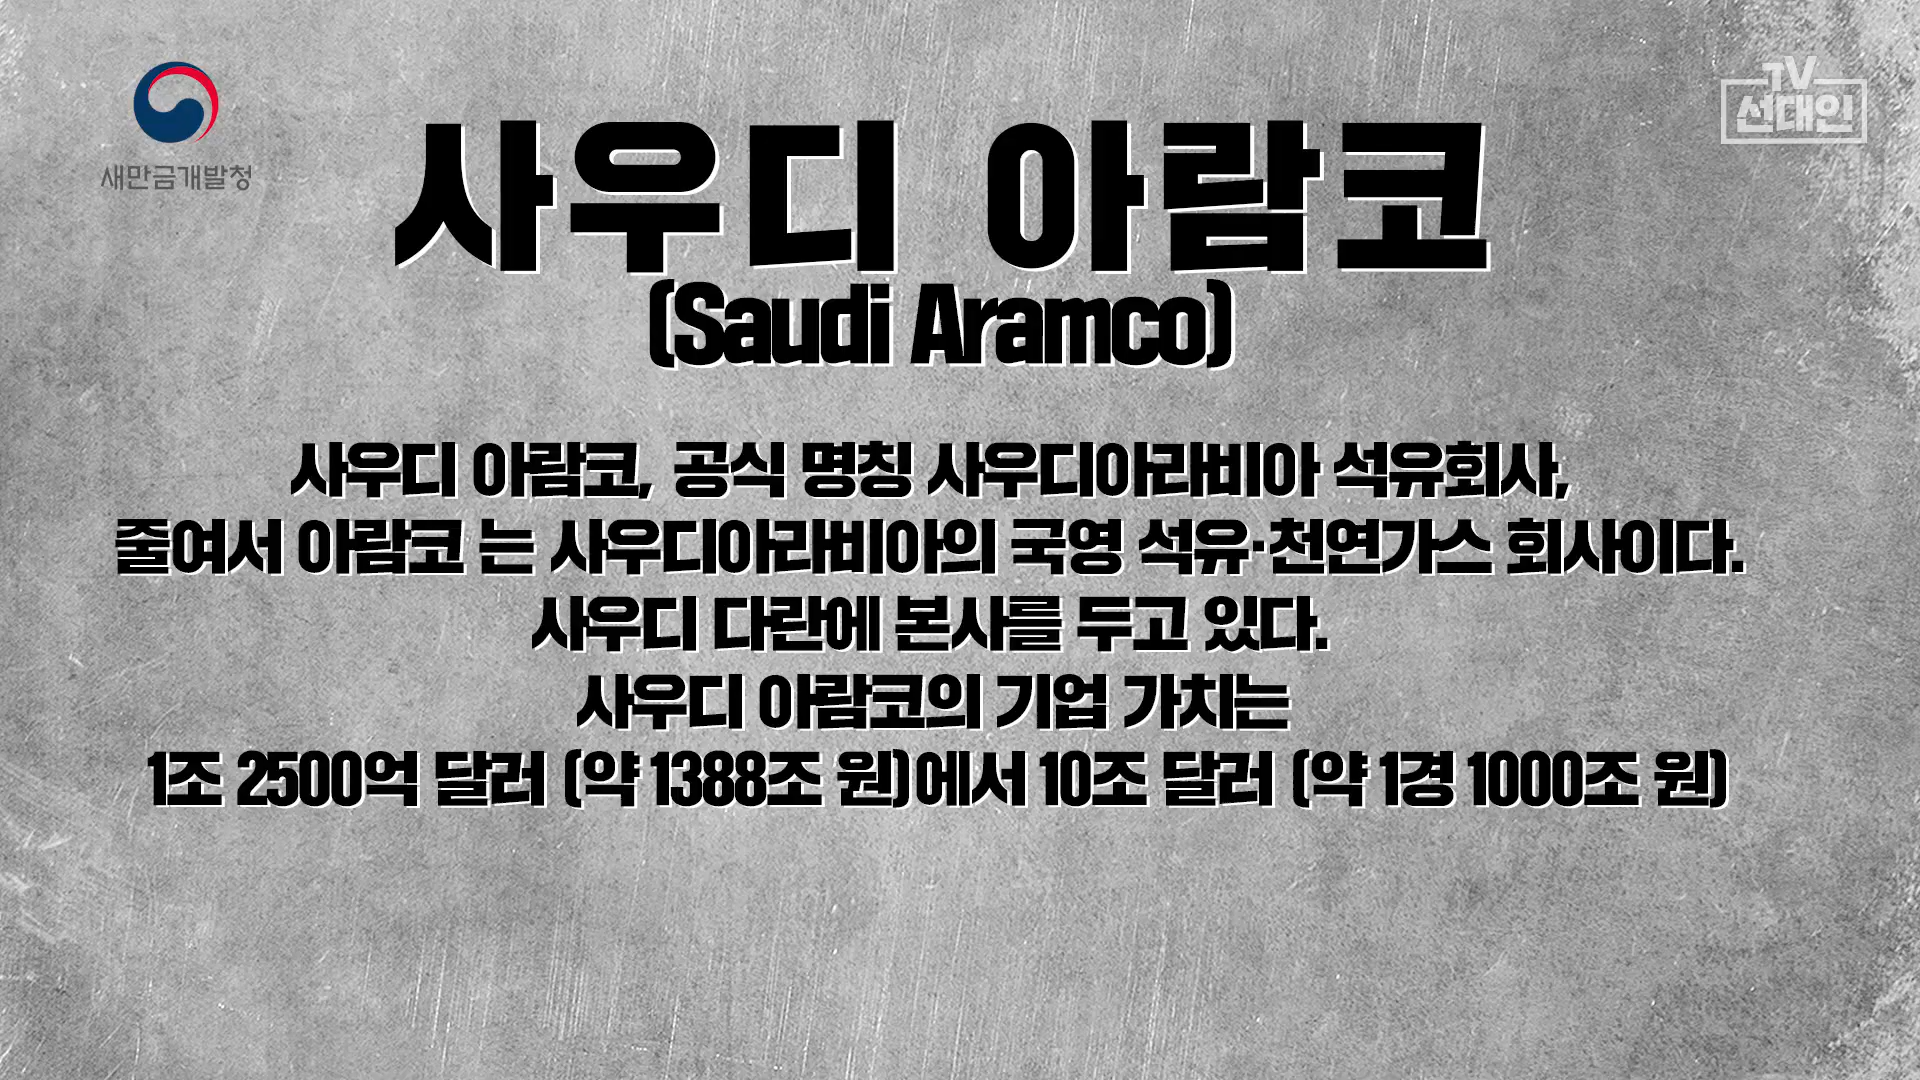 새만금개발청
TV
선대인
사우디 아람코
(Saudi Aramco)
사우디 아람코, 공식 명칭 사우디아라비아 석유회사,
줄여서 아람코 는 사우디아라비아의 국영 석유·천연가스 회사이다.
사우디 다란에 본사를 두고 있다.
사우디 아람코의 기업 가치는
1조 2500억 달러 (약 1388조 원)에서 10조 달러 (약 1경 1000조 원)